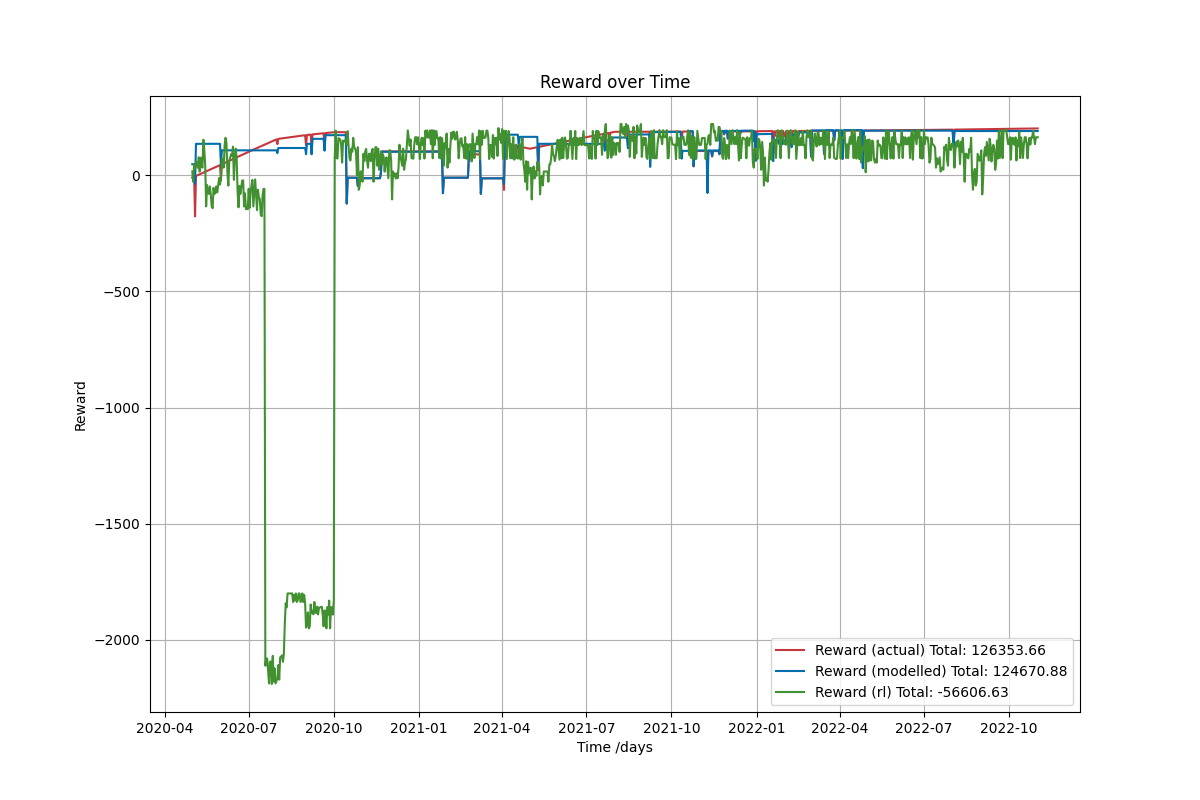 Reward over Time
Reward
0
−500
−1000
−1500
−2000
2020-04 2020-07 2020-10 2021-01 2021-04 2021-07 2021-10 2022-01 2022-04 2022-07 2022-10
Time /days
Reward (actual) Total: 126353.66
Reward (modelled) Total: 124670.88
Reward (rl) Total: -56606.63